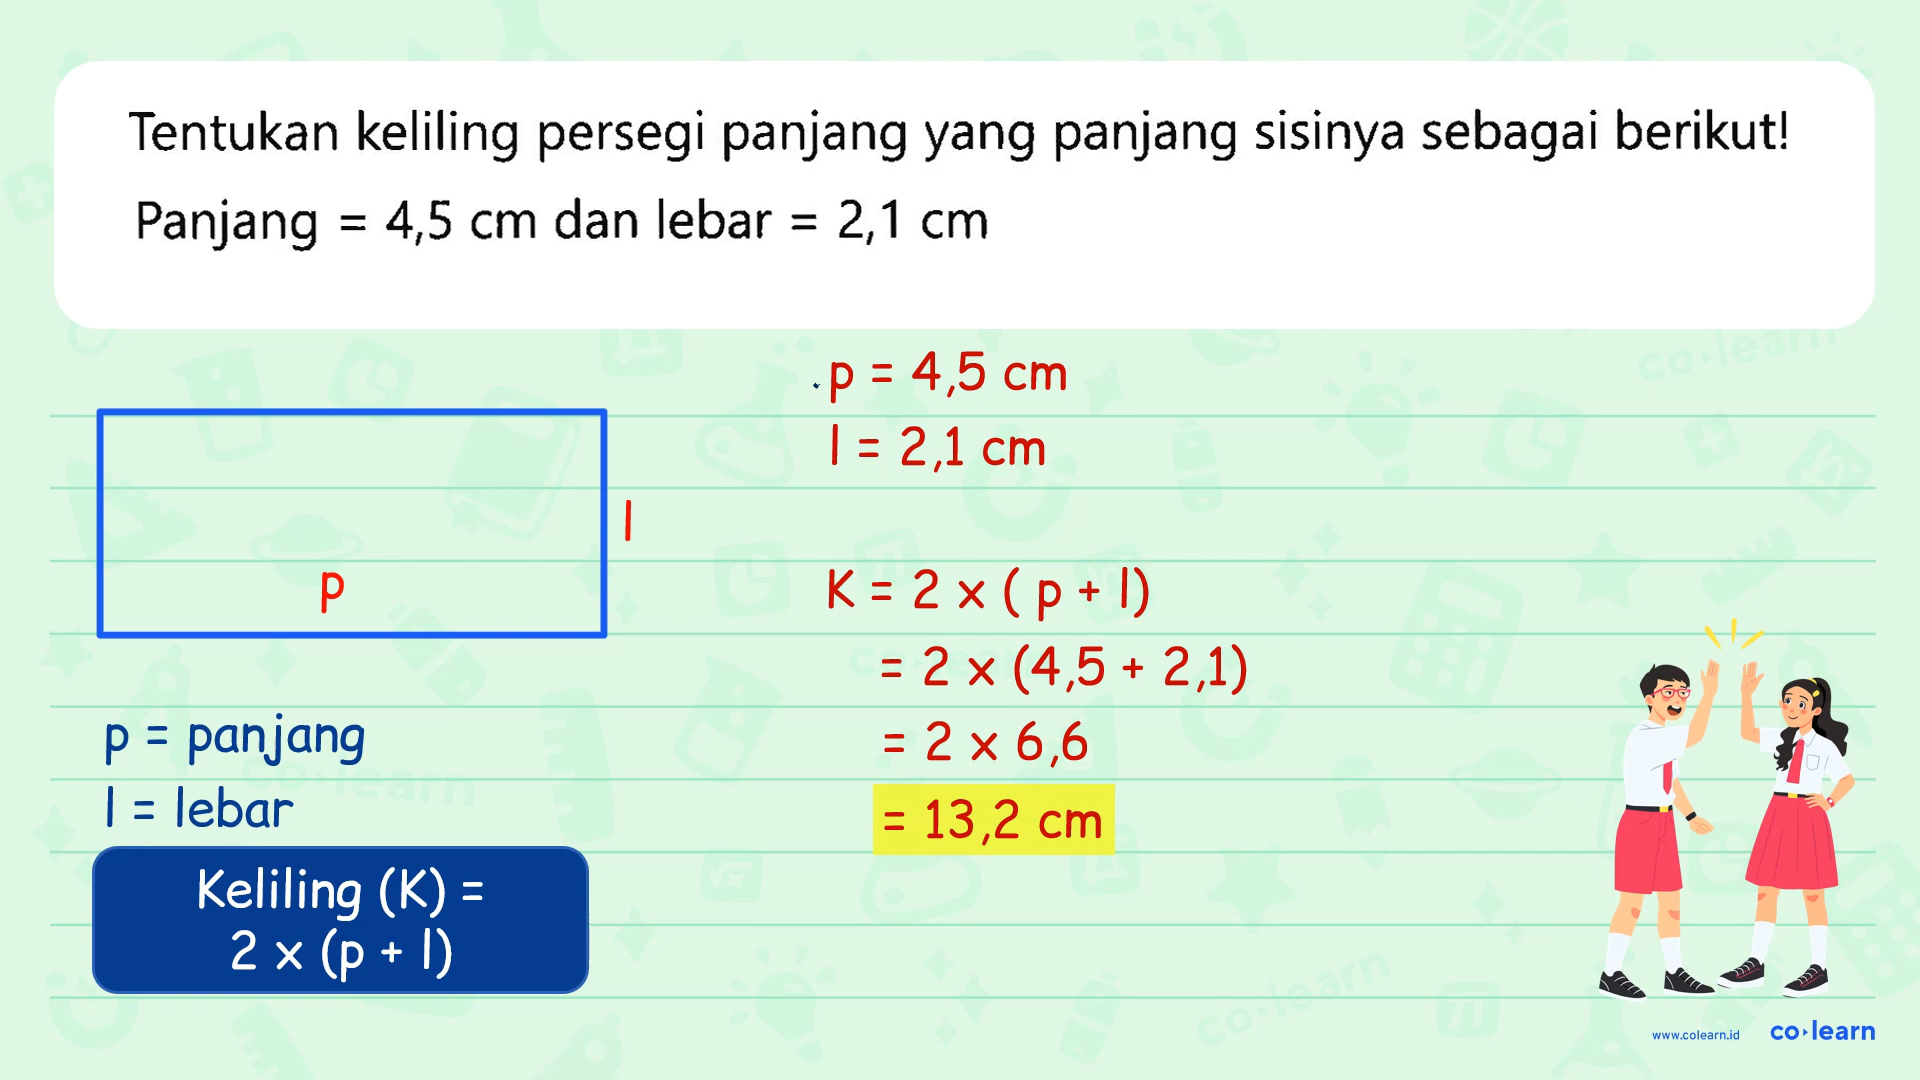 Tentukan keliling persegi panjang yang panjang sisinya sebagai berikut!
Panjang = 4,5 cm dan lebar = 2,1 cm
p
l
p = panjang
l = lebar
Keliling (K) =
2 x (p + l)
p = 4,5 cm
l = 2,1 cm
K = 2 x ( p + l)
= 2 x (4,5 + 2,1)
= 2 x 6,6
= 13,2 cm
www.colearn.id
co learn